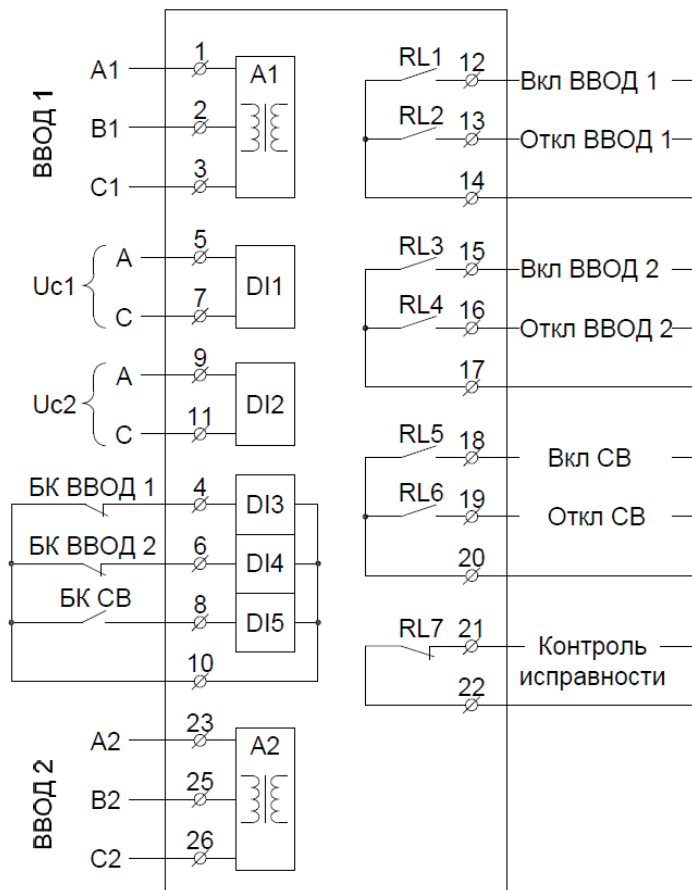 ВВОД 1
A1
1
A1
B1
2
C1
3
Uc1
A
5
C
7
DI1
Uc2
A
9
C
11
DI2
БК ВВОД 1
4
DI3
БК ВВОД 2
6
DI4
БК СВ
8
DI5
10
ВВОД 2
A2
23
A2
B2
25
C2
26
RL1
12
Вкл ВВОД 1
RL2
13
Откл ВВОД 1
14
RL3
15
Вкл ВВОД 2
RL4
16
Откл ВВОД 2
17
RL5
18
Вкл СВ
RL6
19
Откл СВ
20
RL7
21
Контроль
исправности
22